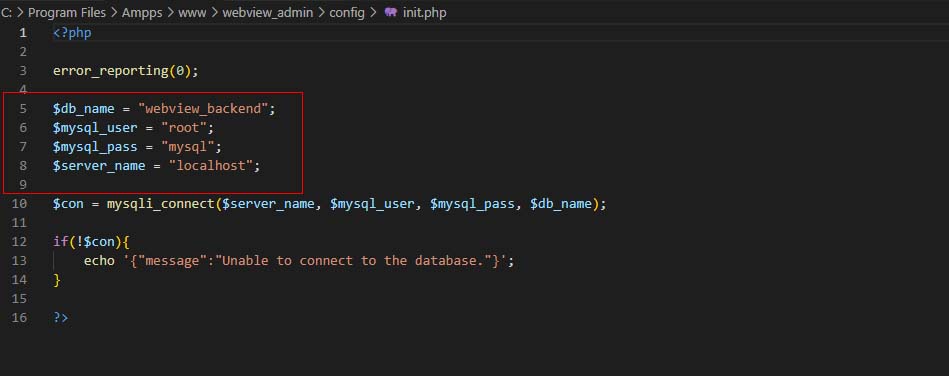 C: > Program Files > Ampps > www > webview_admin > config > init.php
1 <?php
2
3 error_reporting(0);
4
5 $db_name = "webview_backend";
6 $mysql_user = "root";
7 $mysql_pass = "mysql";
8 $server_name = "localhost";
9
10 $con = mysqli_connect($server_name, $mysql_user, $mysql_pass, $db_name);
11
12 if(!$con){
13     echo '{"message":"Unable to connect to the database."}';
14 }
15
16 ?>